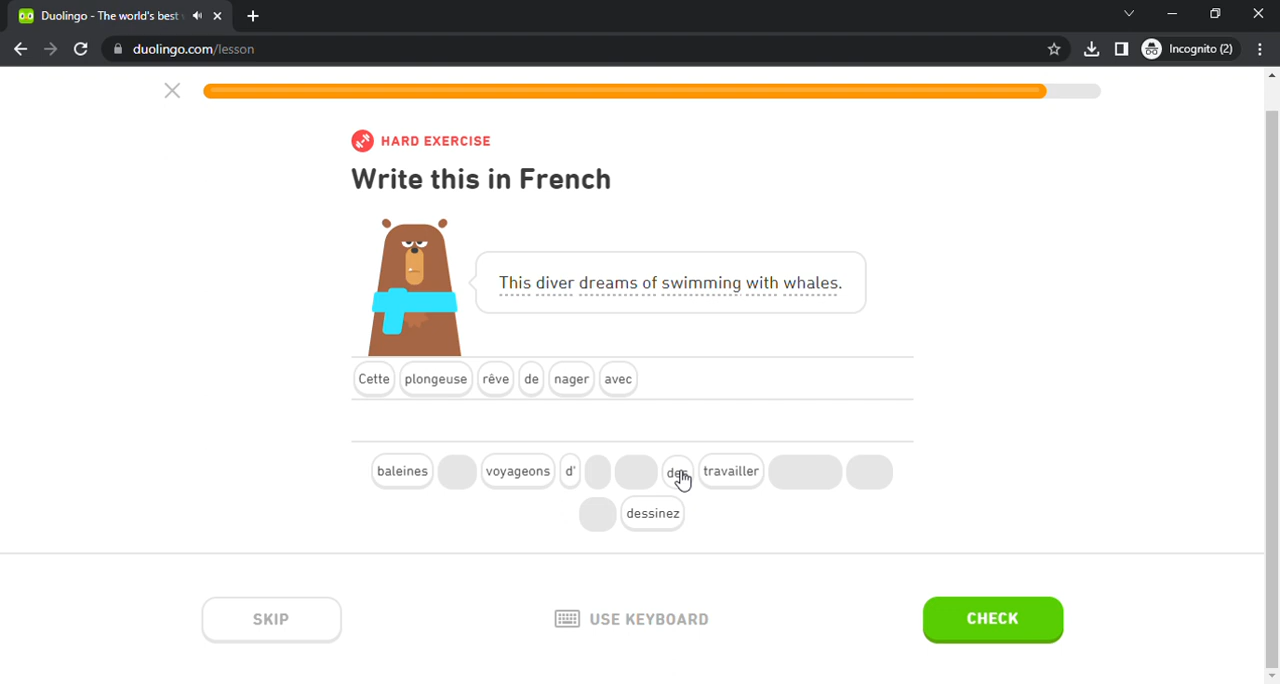 Duolingo - The world's best
duolingo.com/lesson
Incognito (2)
HARD EXERCISE
Write this in French
This diver dreams of swimming with whales.
Cette plongeuse rêve de nager avec
baleines voyageons d' des travailler
dessinez
SKIP USE KEYBOARD CHECK